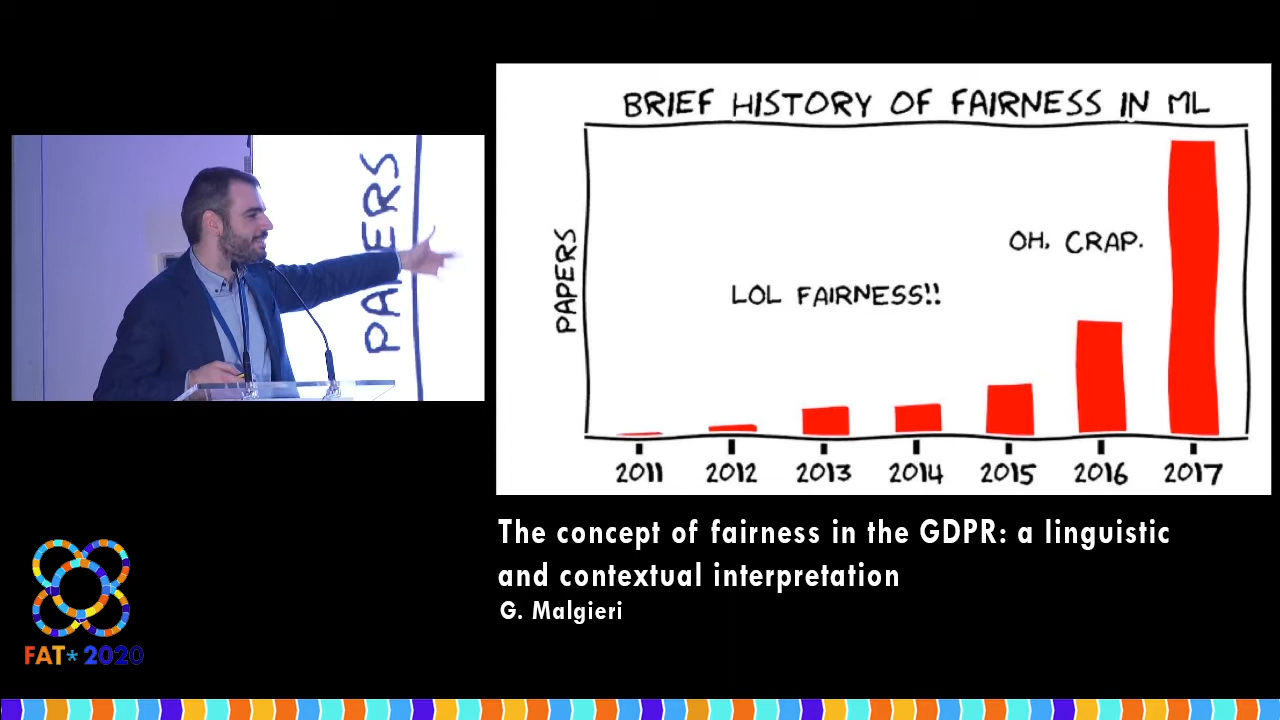 BRIEF HISTORY OF FAIRNESS IN ML
PAPERS
OH, CRAP.
LOL FAIRNESS!!
PAPERS
2011 2012 2013 2014 2015 2016 2017
The concept of fairness in the GDPR: a linguistic
and contextual interpretation
G. Malgieri
FAT* 2020